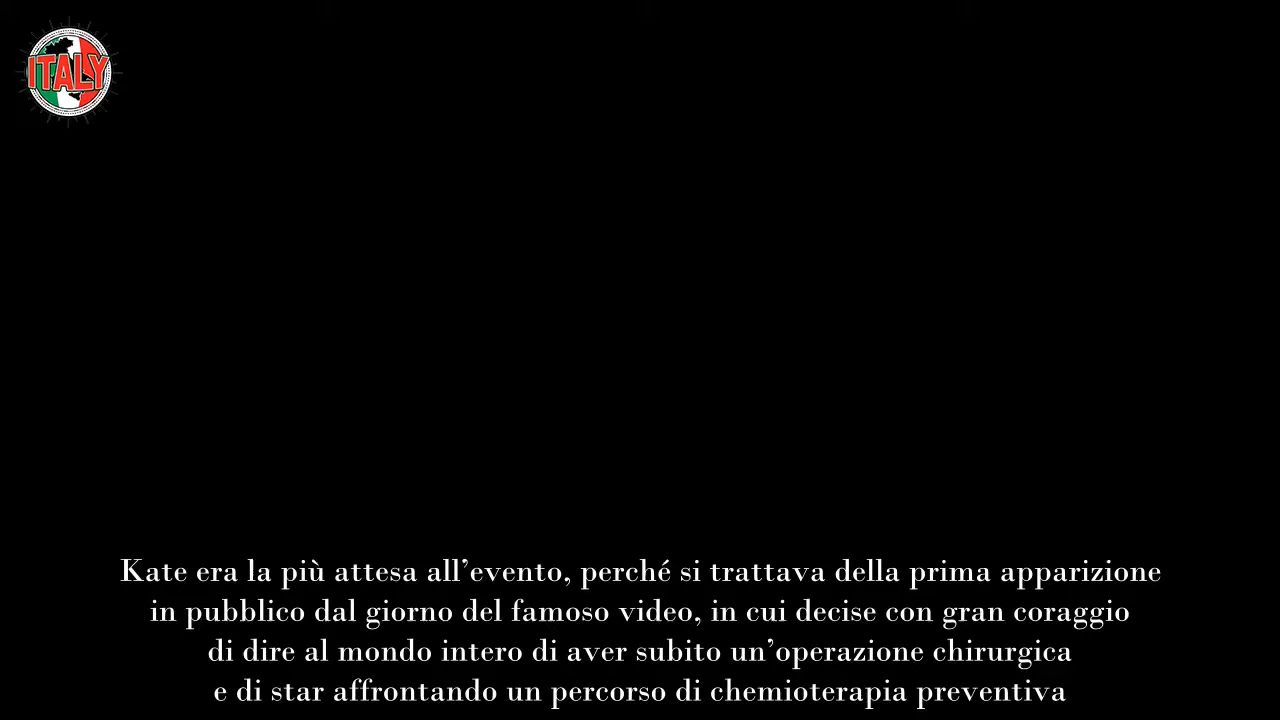 ITALY
Kate era la più attesa all’evento, perché si trattava della prima apparizione
in pubblico dal giorno del famoso video, in cui decise con gran coraggio
di dire al mondo intero di aver subito un’operazione chirurgica
e di star affrontando un percorso di chemioterapia preventiva